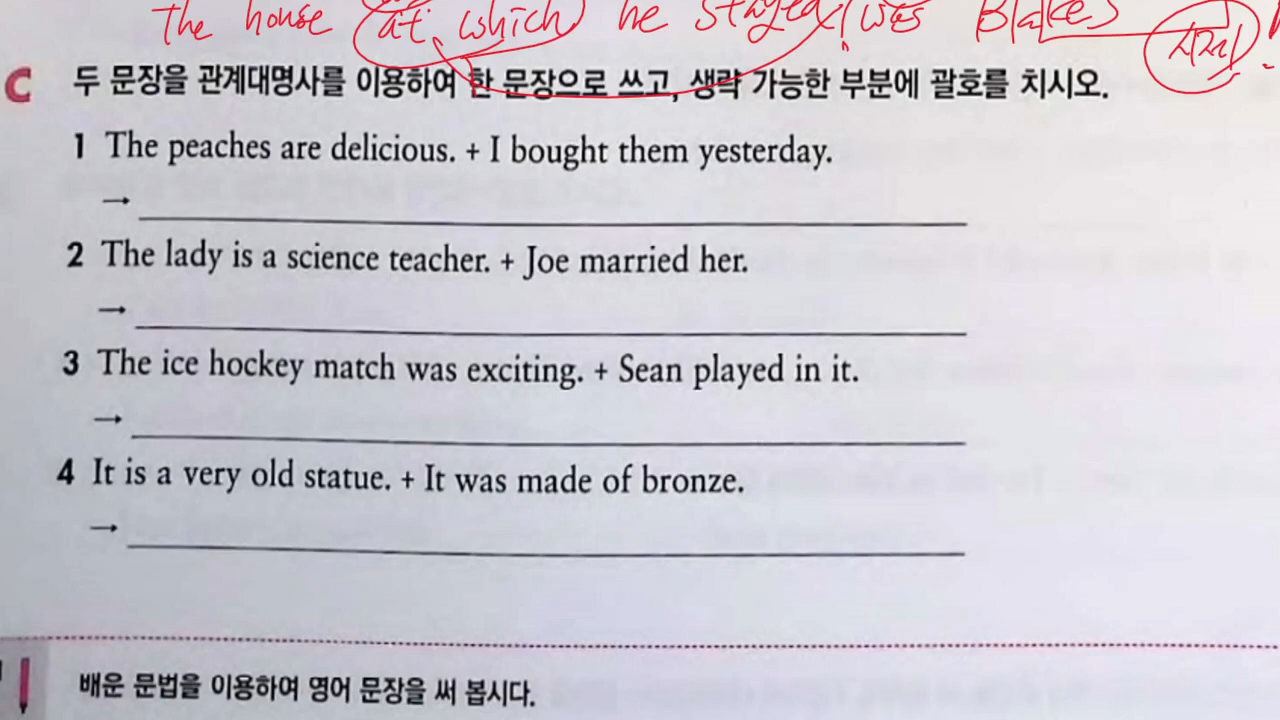 the house at which he stayed was Blake's
C 두 문장을 관계대명사를 이용하여 한 문장으로 쓰고, 생략 가능한 부분에 괄호를 치시오.
1 The peaches are delicious. + I bought them yesterday.
→
2 The lady is a science teacher. + Joe married her.
→
3 The ice hockey match was exciting. + Sean played in it.
→
4 It is a very old statue. + It was made of bronze.
→
배운 문법을 이용하여 영어 문장을 써 봅시다.